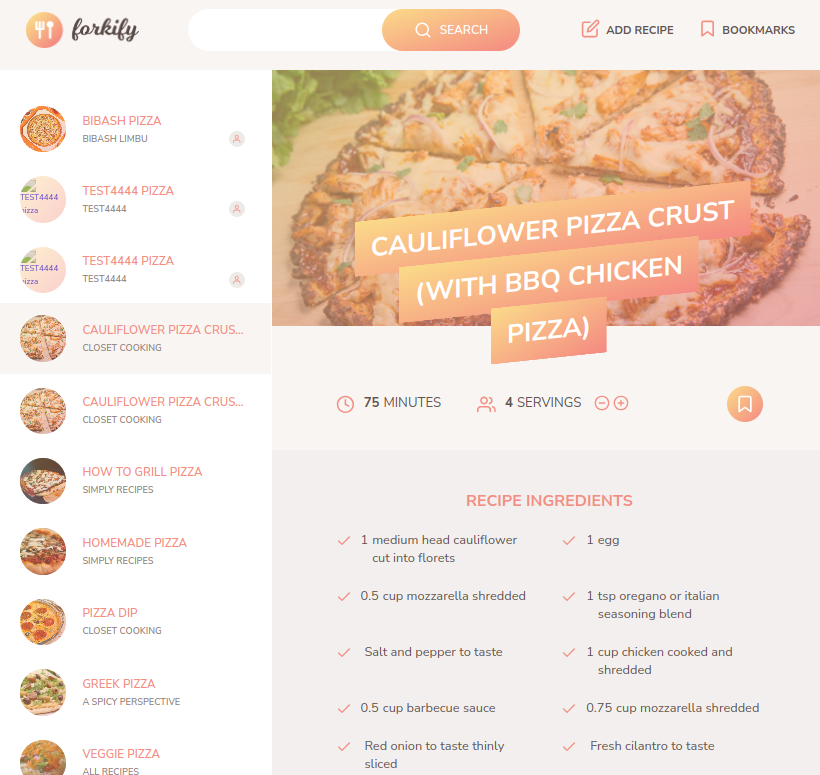 forkify
SEARCH
ADD RECIPE
BOOKMARKS
BIBASH PIZZA
BIBASH LIMBU
TEST4444
pizza
TEST4444 PIZZA
TEST4444
TEST4444
pizza
TEST4444 PIZZA
TEST4444
CAULIFLOWER PIZZA CRUS...
CLOSET COOKING
CAULIFLOWER PIZZA CRUS...
CLOSET COOKING
HOW TO GRILL PIZZA
SIMPLY RECIPES
HOMEMADE PIZZA
SIMPLY RECIPES
PIZZA DIP
CLOSET COOKING
GREEK PIZZA
A SPICY PERSPECTIVE
VEGGIE PIZZA
ALL RECIPES
CAULIFLOWER PIZZA CRUST
(WITH BBQ CHICKEN
PIZZA)
75 MINUTES
4 SERVINGS
RECIPE INGREDIENTS
1 medium head cauliflower
cut into florets
1 egg
0.5 cup mozzarella shredded
1 tsp oregano or italian
seasoning blend
Salt and pepper to taste
1 cup chicken cooked and
shredded
0.5 cup barbecue sauce
0.75 cup mozzarella shredded
Red onion to taste thinly
sliced
Fresh cilantro to taste